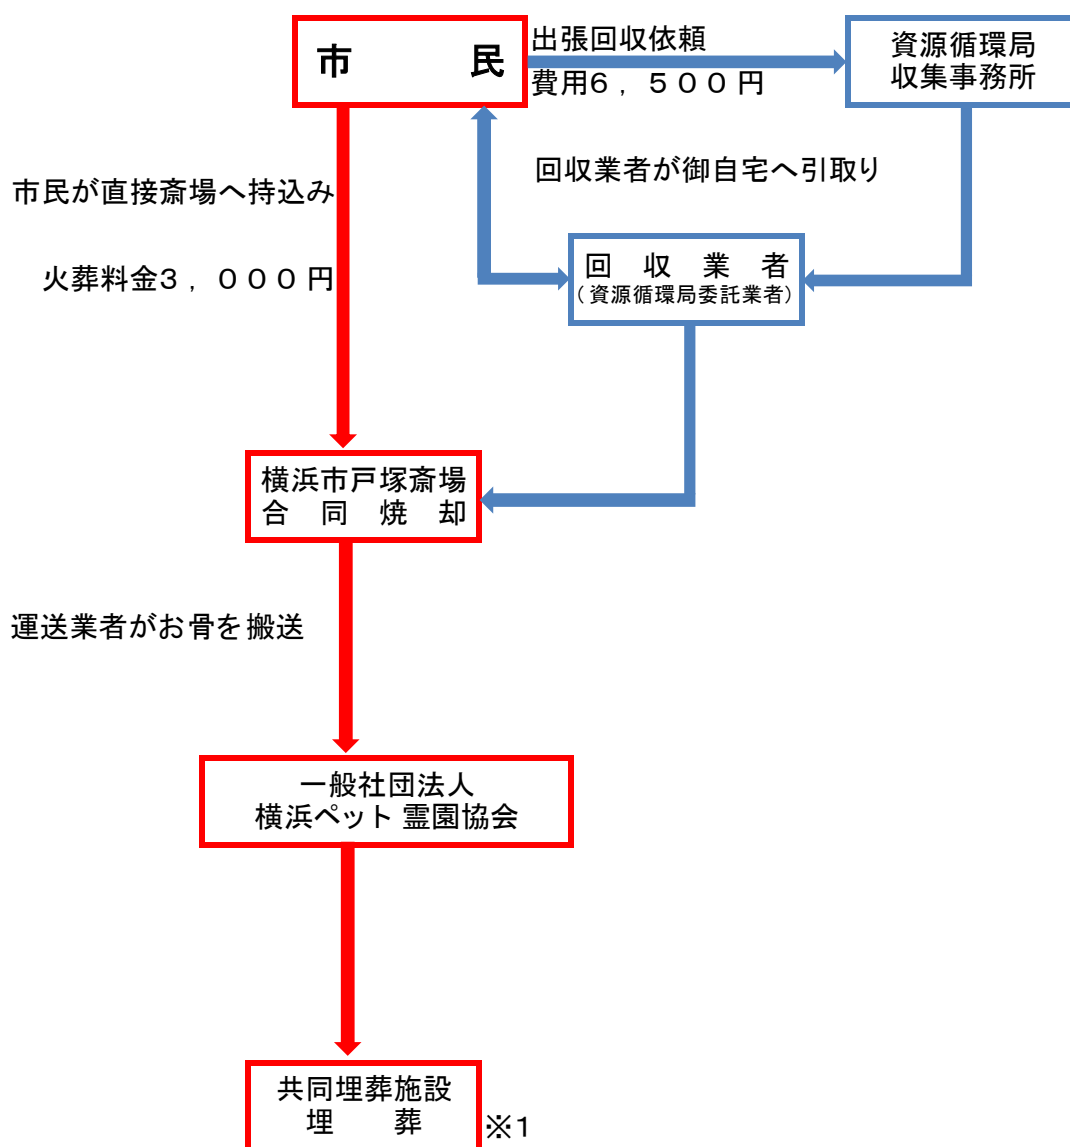 市　　　民
出張回収依頼
費用6，５００円
資源循環局
収集事務所
市民が直接斎場へ持込み
回収業者が御自宅へ引取り
火葬料金3，０００円
回　収　業　者
（資源循環局委託業者）
横浜市戸塚斎場
合　同　焼　却
運送業者がお骨を搬送
一般社団法人
横浜ペット霊園協会
共同埋葬施設
埋　　葬
※1